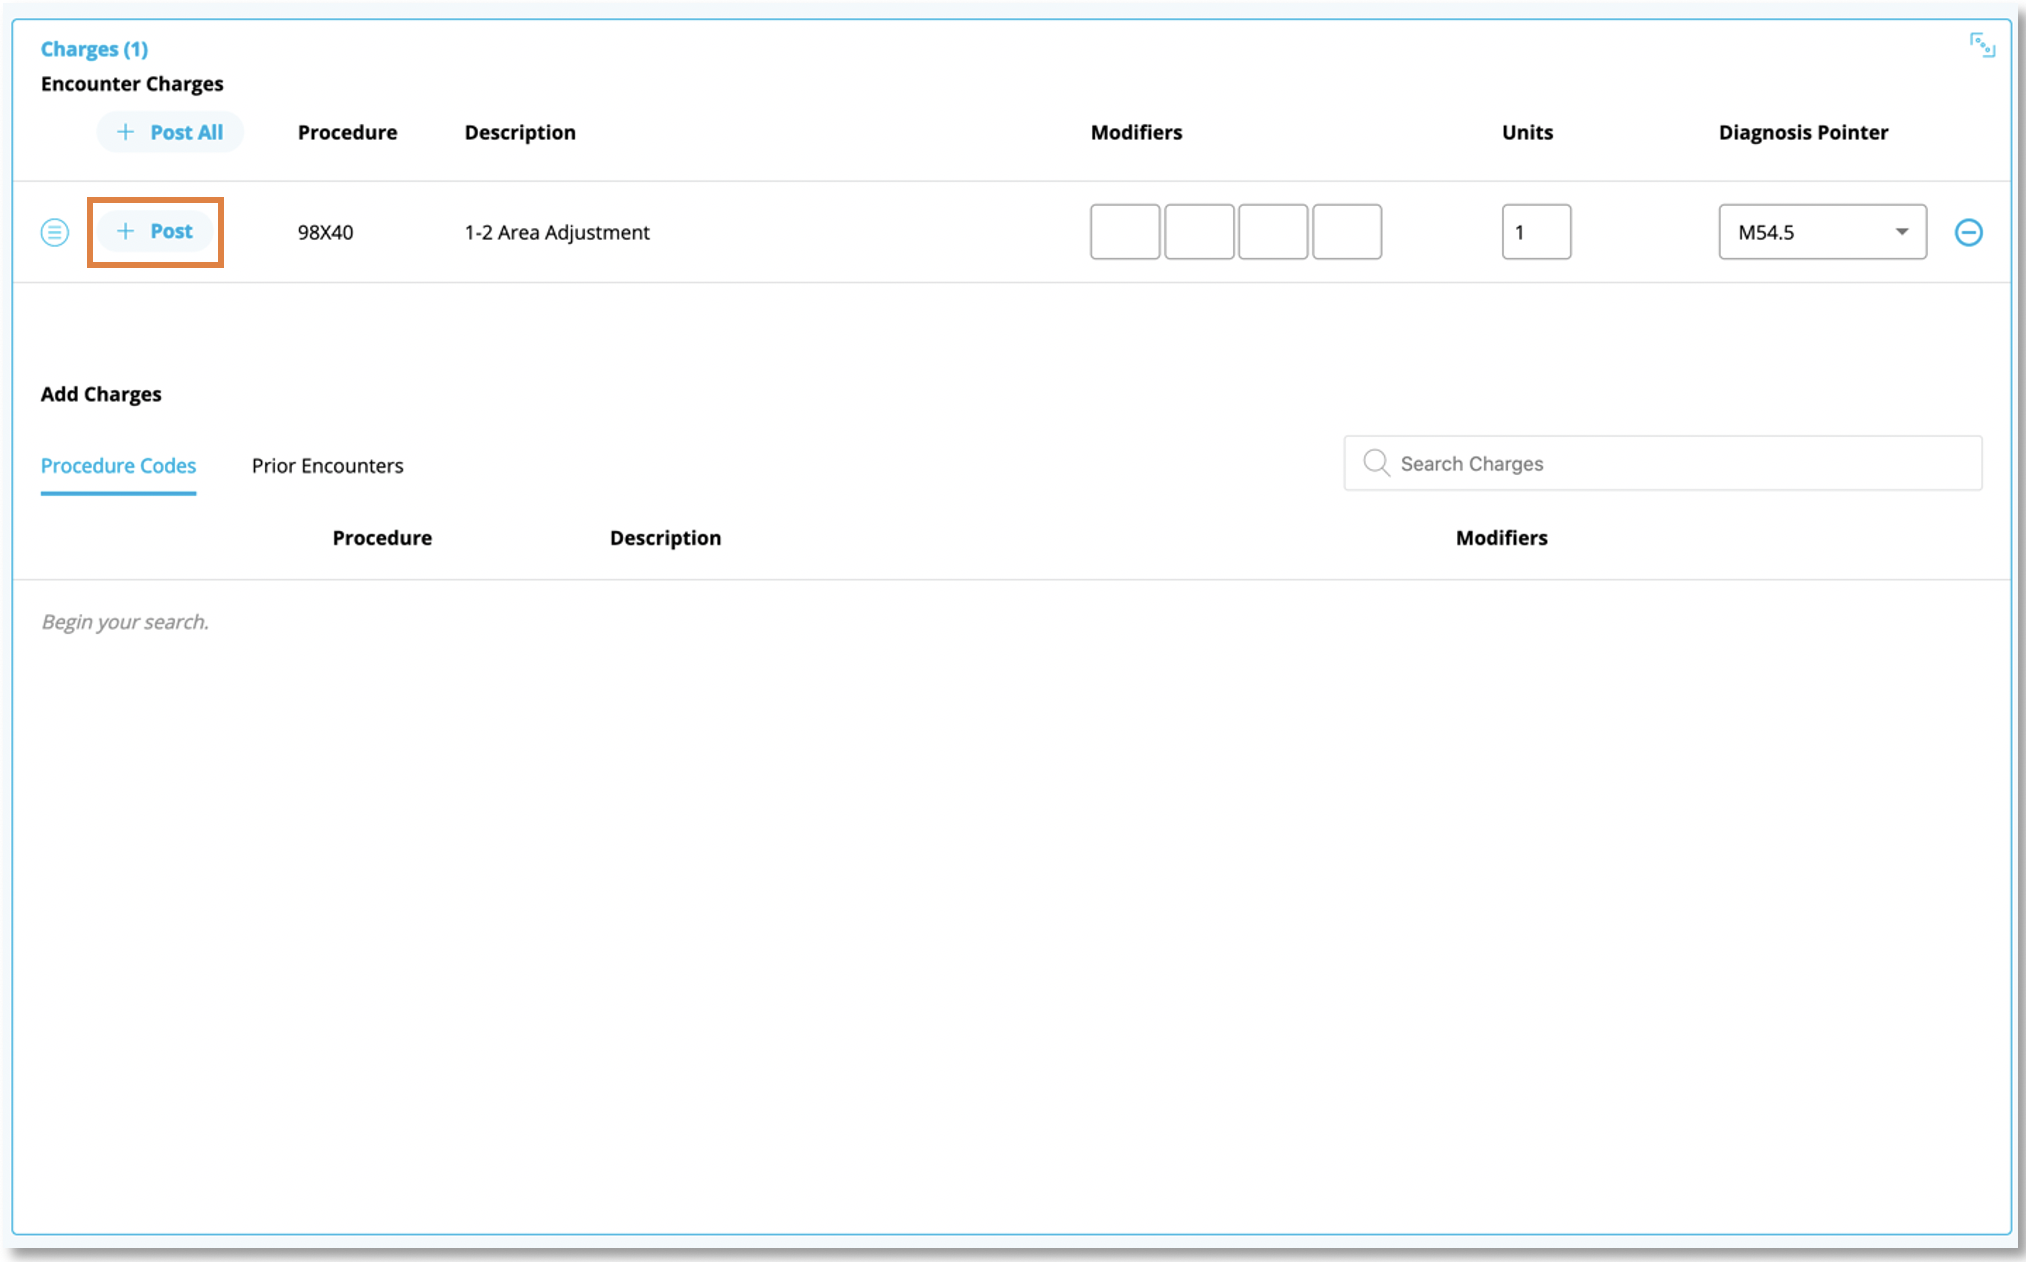 Charges (1)
Encounter Charges
Post All Procedure Description Modifiers Units Diagnosis Pointer
Post 98X40 1-2 Area Adjustment 1 M54.5
Add Charges
Procedure Codes Prior Encounters Search Charges
Procedure Description Modifiers
Begin your search.